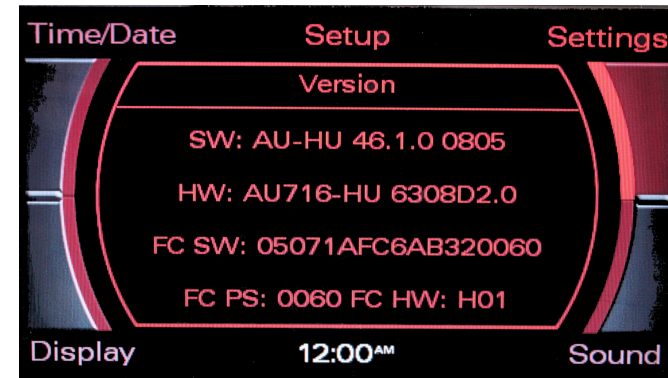 Time/Date Setup Settings
Version
SW: AU-HU 46.1.0 0805
HW: AU716-HU 6308D2.0
FC SW: 05071AFC6AB320060
FC PS: 0060 FC HW: H01
Display 12:00AM Sound